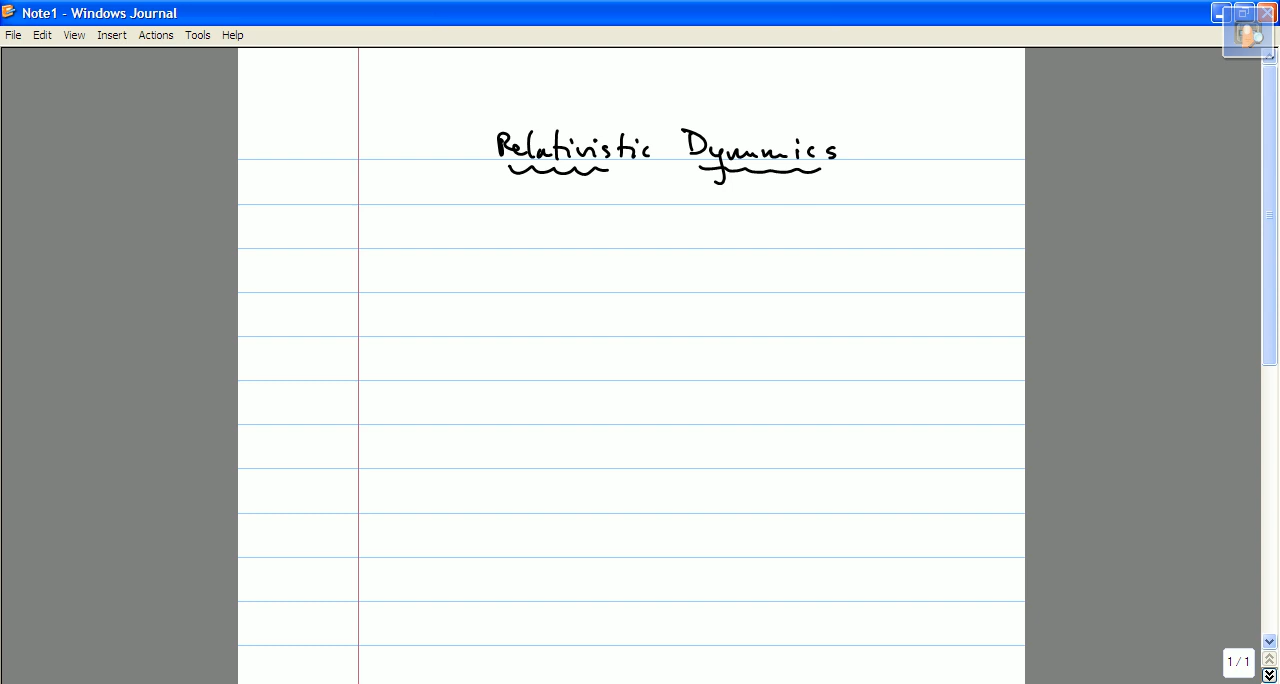 Note1 - Windows Journal
File Edit View Insert Actions Tools Help
Relativistic Dynamics
1 / 1